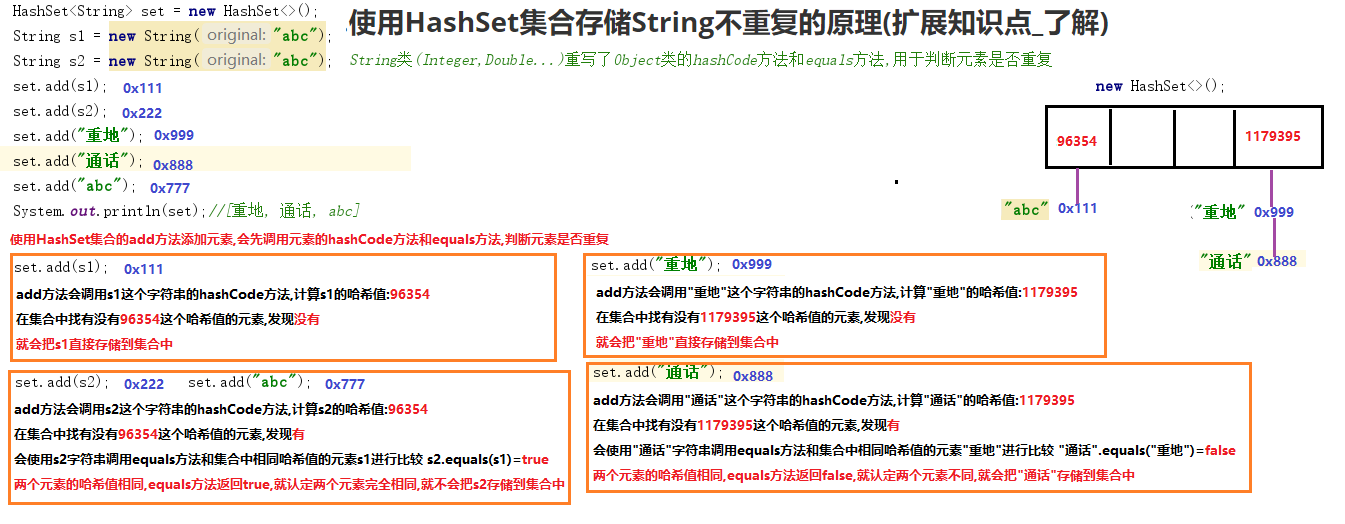 HashSet<String> set = new HashSet<>();
使用HashSet集合存储String不重复的原理(扩展知识点_了解)
String s1 = new String( original: "abc");
String s2 = new String( original: "abc");
String类(Integer,Double...)重写了Object类的hashCode方法和equals方法,用于判断元素是否重复
set.add(s1); 0x111
set.add(s2); 0x222
set.add("重地"); 0x999
set.add("通话"); 0x888
set.add("abc"); 0x777
System.out.println(set);//[重地, 通话, abc]
new HashSet<>();
96354
1179395
"abc" 0x111
"重地" 0x999
"通话" 0x888
使用HashSet集合的add方法添加元素,会先调用元素的hashCode方法和equals方法,判断元素是否重复
set.add(s1); 0x111
add方法会调用s1这个字符串的hashCode方法,计算s1的哈希值:96354
在集合中找有没有96354这个哈希值的元素,发现没有
就会把s1直接存储到集合中
set.add("重地"); 0x999
add方法会调用"重地"这个字符串的hashCode方法,计算"重地"的哈希值:1179395
在集合中找有没有1179395这个哈希值的元素,发现没有
就会把"重地"直接存储到集合中
set.add(s2); 0x222 set.add("abc"); 0x777
add方法会调用s2这个字符串的hashCode方法,计算s2的哈希值:96354
在集合中找有没有96354这个哈希值的元素,发现有
会使用s2字符串调用equals方法和集合中相同哈希值的元素s1进行比较 s2.equals(s1)=true
两个元素的哈希值相同,equals方法返回true,就认定两个元素完全相同,就不会把s2存储到集合中
set.add("通话"); 0x888
add方法会调用"通话"这个字符串的hashCode方法,计算"通话"的哈希值:1179395
在集合中找有没有1179395这个哈希值的元素,发现有
会使用"通话"字符串调用equals方法和集合中相同哈希值的元素"重地"进行比较 "通话".equals("重地")=false
两个元素的哈希值相同,equals方法返回false,就认定两个元素不同,就会把"通话"存储到集合中